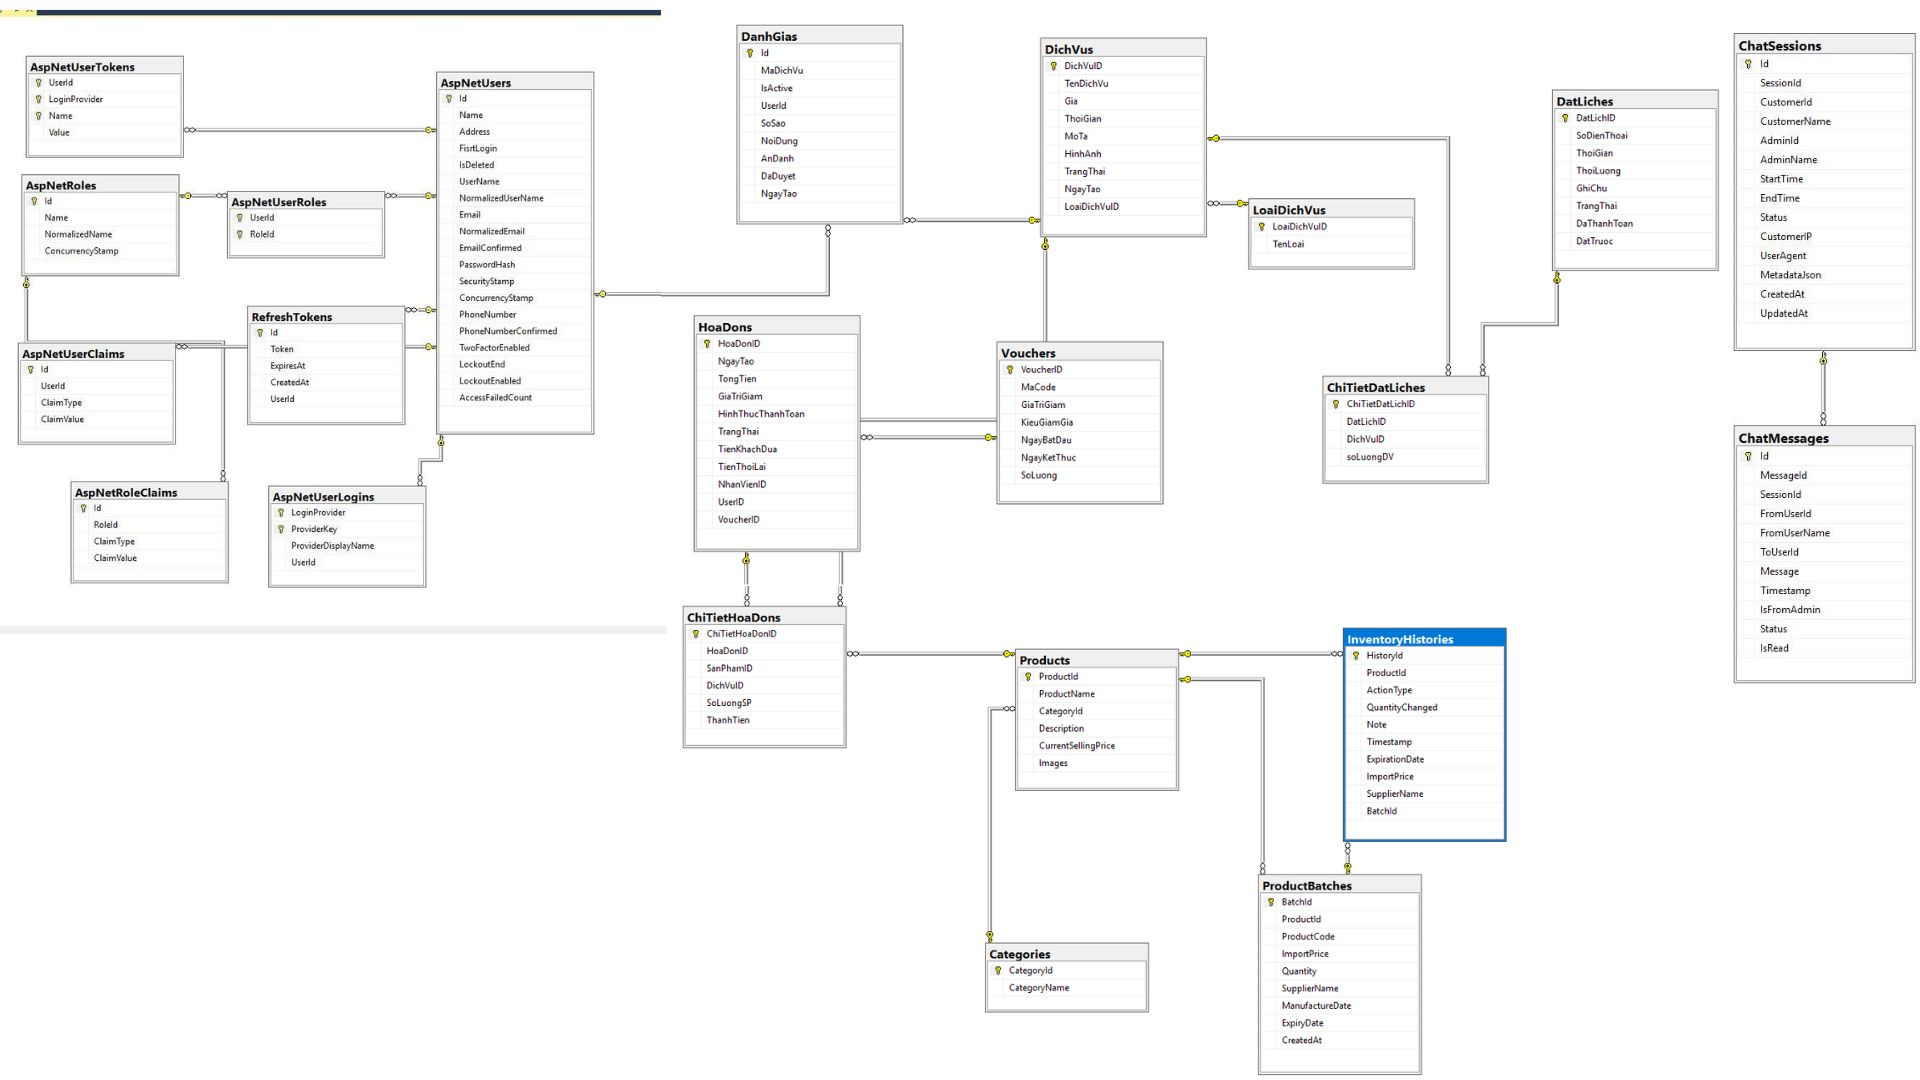 AspNetUserTokens
UserId
LoginProvider
Name
Value
AspNetRoles
Id
Name
NormalizedName
ConcurrencyStamp
AspNetUserRoles
UserId
RoleId
AspNetUsers
Id
Name
Address
FisrtLogin
IsDeleted
UserName
NormalizedUserName
Email
NormalizedEmail
EmailConfirmed
PasswordHash
SecurityStamp
ConcurrencyStamp
PhoneNumber
PhoneNumberConfirmed
TwoFactorEnabled
LockoutEnd
LockoutEnabled
AccessFailedCount
RefreshTokens
Id
Token
ExpiresAt
CreatedAt
UserId
AspNetUserClaims
Id
UserId
ClaimType
ClaimValue
AspNetRoleClaims
Id
RoleId
ClaimType
ClaimValue
AspNetUserLogins
LoginProvider
ProviderKey
ProviderDisplayName
UserId
DanhGias
Id
MaDichVu
IsActive
UserId
SoSao
NoiDung
AnDanh
DaDuyet
NgayTao
DichVus
DichVuID
TenDichVu
Gia
ThoiGian
MoTa
HinhAnh
TrangThai
NgayTao
LoaiDichVuID
LoaiDichVus
LoaiDichVuID
TenLoai
DatLiches
DatLichID
SoDienThoai
ThoiGian
ThoiLuong
GhiChu
TrangThai
DaThanhToan
DatTruoc
ChatSessions
Id
SessionId
CustomerId
CustomerName
AdminId
AdminName
StartTime
EndTime
Status
CustomerIP
UserAgent
MetadataJson
CreatedAt
UpdatedAt
HoaDons
HoaDonID
NgayTao
TongTien
GiaTriGiam
HinhThucThanhToan
TrangThai
TienKhachDua
TienThoiLai
NhanVienID
UserID
VoucherID
Vouchers
VoucherID
MaCode
GiaTriGiam
KieuGiamGia
NgayBatDau
NgayKetThuc
SoLuong
ChiTietDatLiches
ChiTietDatLichID
DatLichID
DichVuID
soLuongDV
ChatMessages
Id
MessageId
SessionId
FromUserId
FromUserName
ToUserId
Message
Timestamp
IsFromAdmin
Status
IsRead
ChiTietHoaDons
ChiTietHoaDonID
HoaDonID
SanPhamID
DichVuID
SoLuongSP
ThanhTien
Products
ProductId
ProductName
CategoryId
Description
CurrentSellingPrice
Images
InventoryHistories
HistoryId
ProductId
ActionType
QuantityChanged
Note
Timestamp
ExpirationDate
ImportPrice
SupplierName
BatchId
ProductBatches
BatchId
ProductId
ProductCode
ImportPrice
Quantity
SupplierName
ManufactureDate
ExpiryDate
CreatedAt
Categories
CategoryId
CategoryName